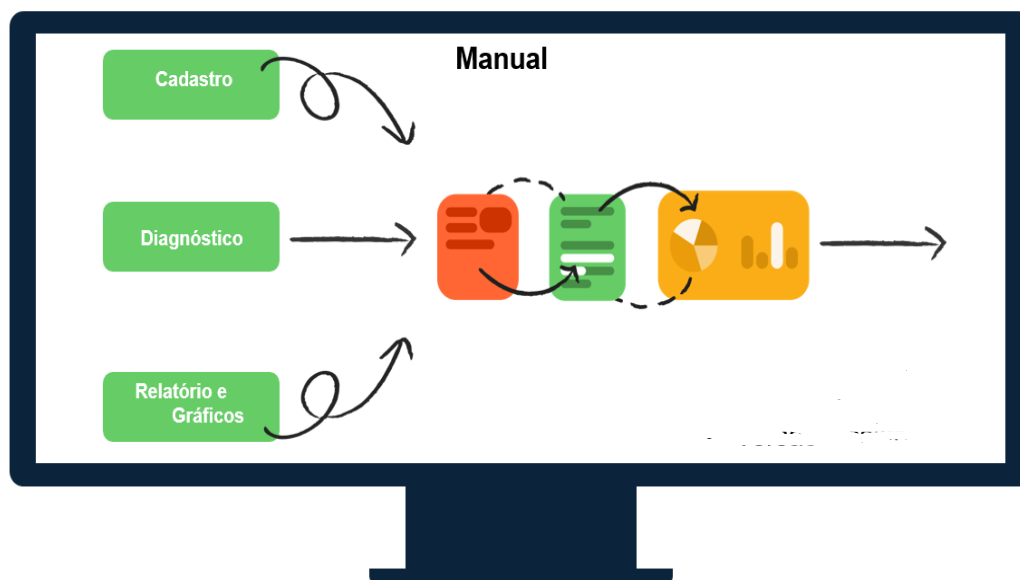 Manual
Cadastro
Diagnóstico
Relatório e
Gráficos